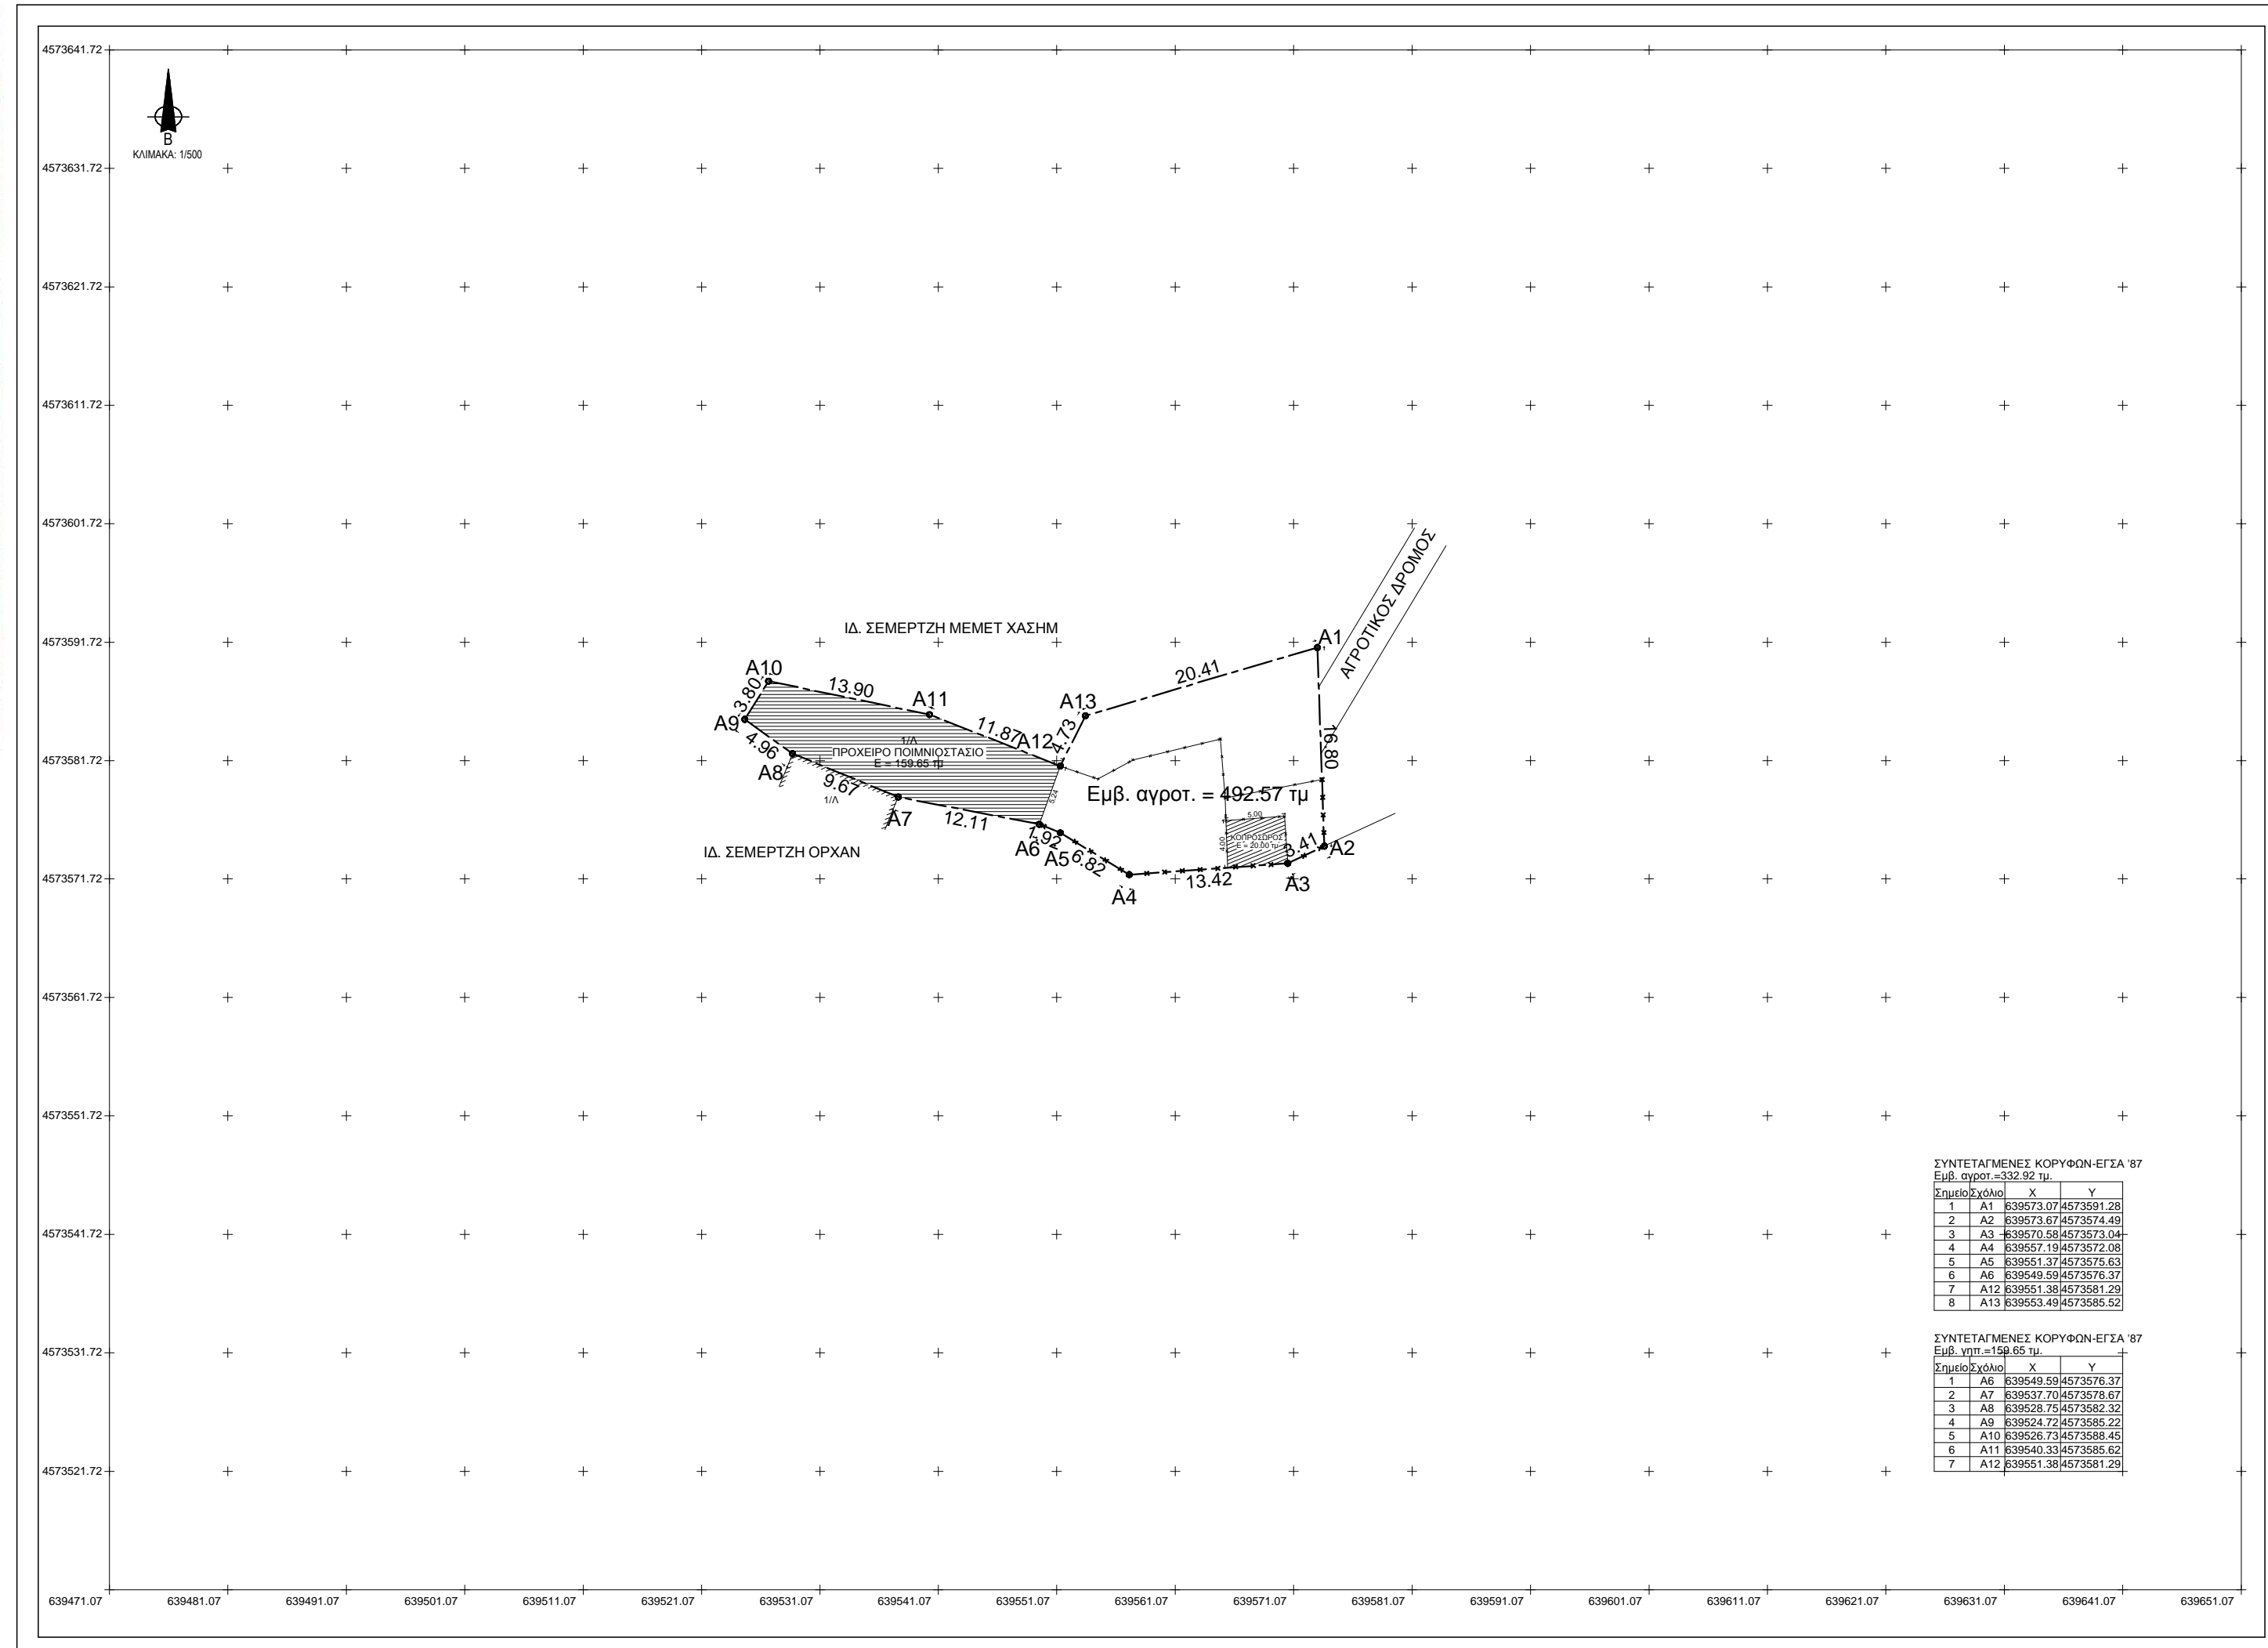 4573641.72
Β
ΚΛΙΜΑΚΑ: 1/500
4573631.72
4573621.72
4573611.72
4573601.72
ΑΓΡΟΤΙΚΟΣ ΔΡΟΜΟΣ
4573591.72
ΙΔ. ΣΕΜΕΡΤΖΗ ΜΕΜΕΤ ΧΑΣΗΜ
A1
20.41
A10
13.90
3.80
A11
A13
A9
11.87
4.73
4.96
A12
16.80
1/Λ
ΠΡΟΧΕΙΡΟ ΠΟΙΜΝΙΟΣΤΑΣΙΟ
Ε = 159.65 τμ
4573581.72
A8
9.67
1/Λ
5.24
Εμβ. αγροτ. = 492.57 τμ
A7
12.11
5.00
4.00
ΚΟΠΡΟΣΩΡΟΣ
Ε = 20.00 τμ
3.41
1.92
A6
A5
6.82
A2
ΙΔ. ΣΕΜΕΡΤΖΗ ΟΡΧΑΝ
4573571.72
13.42
A3
A4
4573561.72
4573551.72
4573541.72
4573531.72
4573521.72
ΣΥΝΤΕΤΑΓΜΕΝΕΣ ΚΟΡΥΦΩΝ-ΕΓΣΑ '87
Εμβ. αγροτ.=332.92 τμ.
Σημείο Σχόλιο X Y
1 A1 639573.07 4573591.28
2 A2 639573.67 4573574.49
3 A3 639570.58 4573573.04
4 A4 639557.19 4573572.08
5 A5 639551.37 4573575.63
6 A6 639549.59 4573576.37
7 A12 639551.38 4573581.29
8 A13 639553.49 4573585.52
ΣΥΝΤΕΤΑΓΜΕΝΕΣ ΚΟΡΥΦΩΝ-ΕΓΣΑ '87
Εμβ. γηπ.=159.65 τμ.
Σημείο Σχόλιο X Y
1 A6 639549.59 4573576.37
2 A7 639537.70 4573578.67
3 A8 639528.75 4573582.32
4 A9 639524.72 4573585.22
5 A10 639526.73 4573588.45
6 A11 639540.33 4573585.62
7 A12 639551.38 4573581.29
639471.07 639481.07 639491.07 639501.07 639511.07 639521.07 639531.07 639541.07 639551.07 639561.07 639571.07 639581.07 639591.07 639601.07 639611.07 639621.07 639631.07 639641.07 639651.07